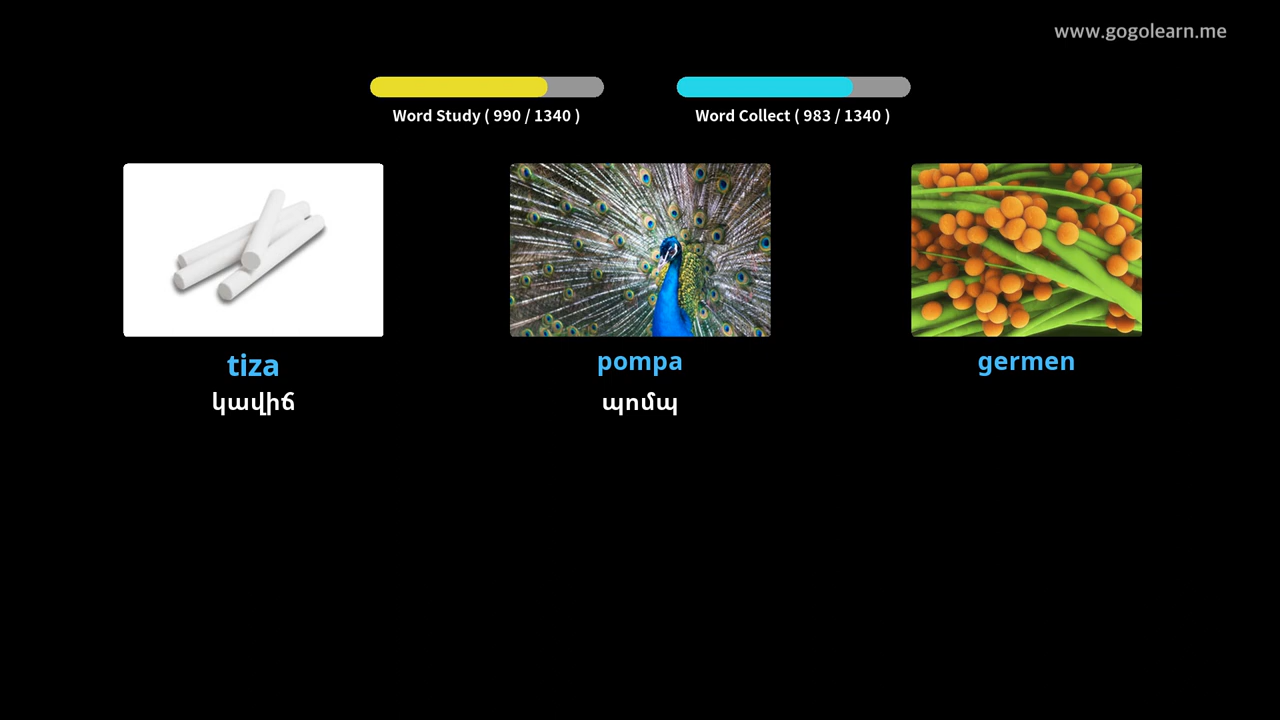 www.gogolearn.me
Word Study ( 990 / 1340 )
Word Collect ( 983 / 1340 )
tiza
pompa
germen
կավիճ
պոմպ